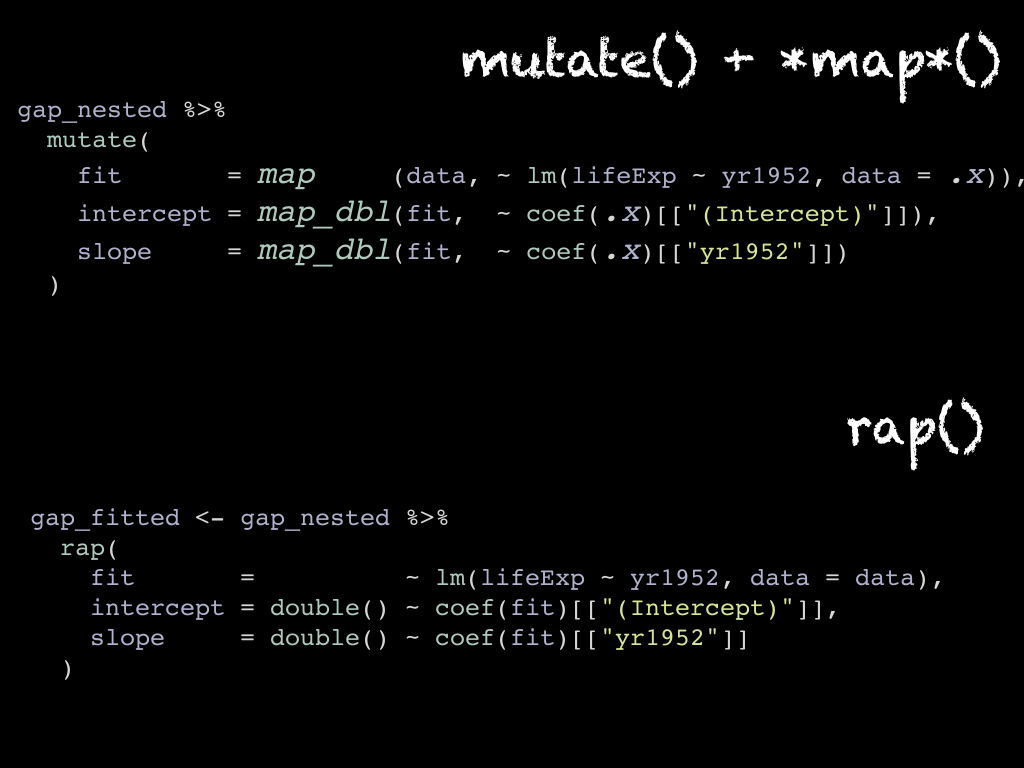 mutate() + *map*()
gap_nested %>%
  mutate(
    fit       = map     (data, ~ lm(lifeExp ~ yr1952, data = .x)),
    intercept = map_dbl(fit,  ~ coef(.x)[["(Intercept)"]]),
    slope     = map_dbl(fit,  ~ coef(.x)[["yr1952"]])
  )
rap()
gap_fitted <- gap_nested %>%
  rap(
    fit       =          ~ lm(lifeExp ~ yr1952, data = data),
    intercept = double() ~ coef(fit)[["(Intercept)"]],
    slope     = double() ~ coef(fit)[["yr1952"]]
  )